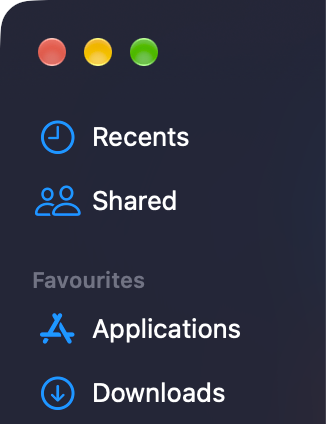 Recents
Shared
Favourites
Applications
Downloads